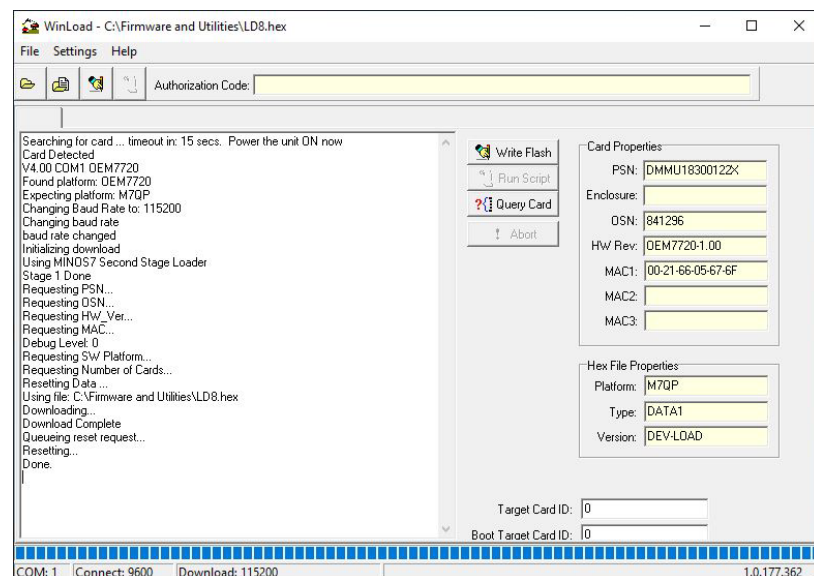 WinLoad - C:\Firmware and Utilities\LD8.hex
File Settings Help
Authorization Code:
Searching for card ... timeout in: 15 secs. Power the unit ON now
Card Detected
V4.00 COM1 OEM7720
Found platform: OEM7720
Expecting platform: M7QP
Changing Baud Rate to: 115200
Changing baud rate
baud rate changed
Initializing download
Using MINOS7 Second Stage Loader
Stage 1 Done
Requesting PSN...
Requesting OSN...
Requesting HW_Ver...
Requesting MAC...
Debug Level: 0
Requesting SW Platform...
Requesting Number of Cards...
Resetting Data ...
Using file: C:\Firmware and Utilities\LD8.hex
Downloading...
Download Complete
Queueing reset request...
Resetting...
Done.
Write Flash
Run Script
Query Card
Abort
Card Properties
PSN: DMMU18300122X
Enclosure:
OSN: 841296
HW Rev: OEM7720-1.00
MAC1: 00-21-66-05-67-6F
MAC2:
MAC3:
Hex File Properties
Platform: M7QP
Type: DATA1
Version: DEV-LOAD
Target Card ID: 0
Boot Target Card ID: 0
COM: 1 Connect: 9600 Download: 115200 1.0.177.362